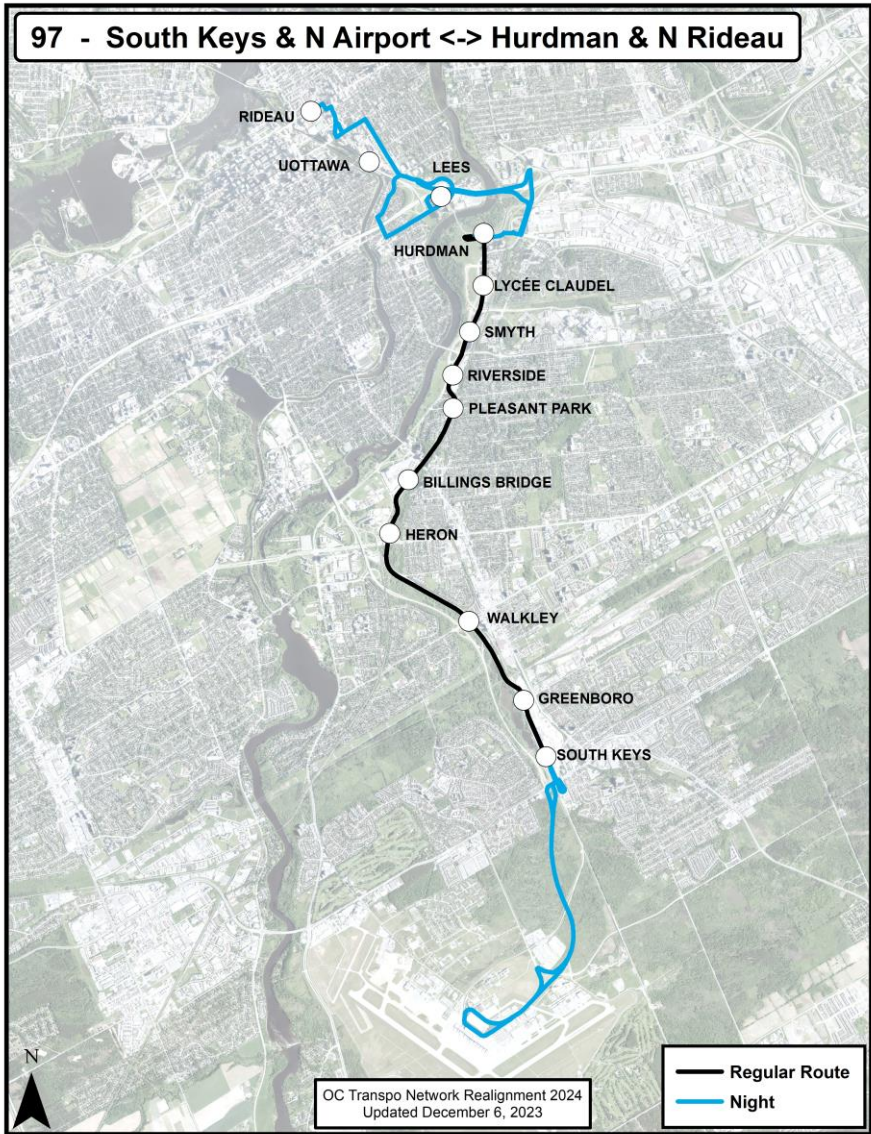 97 - South Keys & N Airport <-> Hurdman & N Rideau
RIDEAU
UOTTAWA
LEES
HURDMAN
LYCÉE CLAUDEL
SMYTH
RIVERSIDE
PLEASANT PARK
BILLINGS BRIDGE
HERON
WALKLEY
GREENBORO
SOUTH KEYS
N
OC Transpo Network Realignment 2024
Updated December 6, 2023
Regular Route
Night